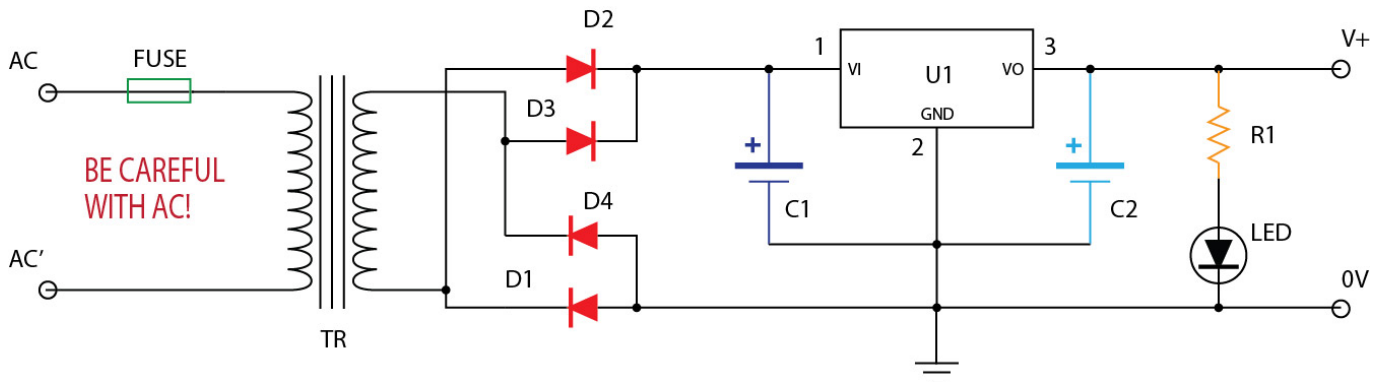 AC
FUSE
BE CAREFUL
WITH AC!
AC’
TR
D2
D3
D4
D1
1
VI
U1
VO
3
GND
2
+
C1
+
C2
V+
R1
LED
0V